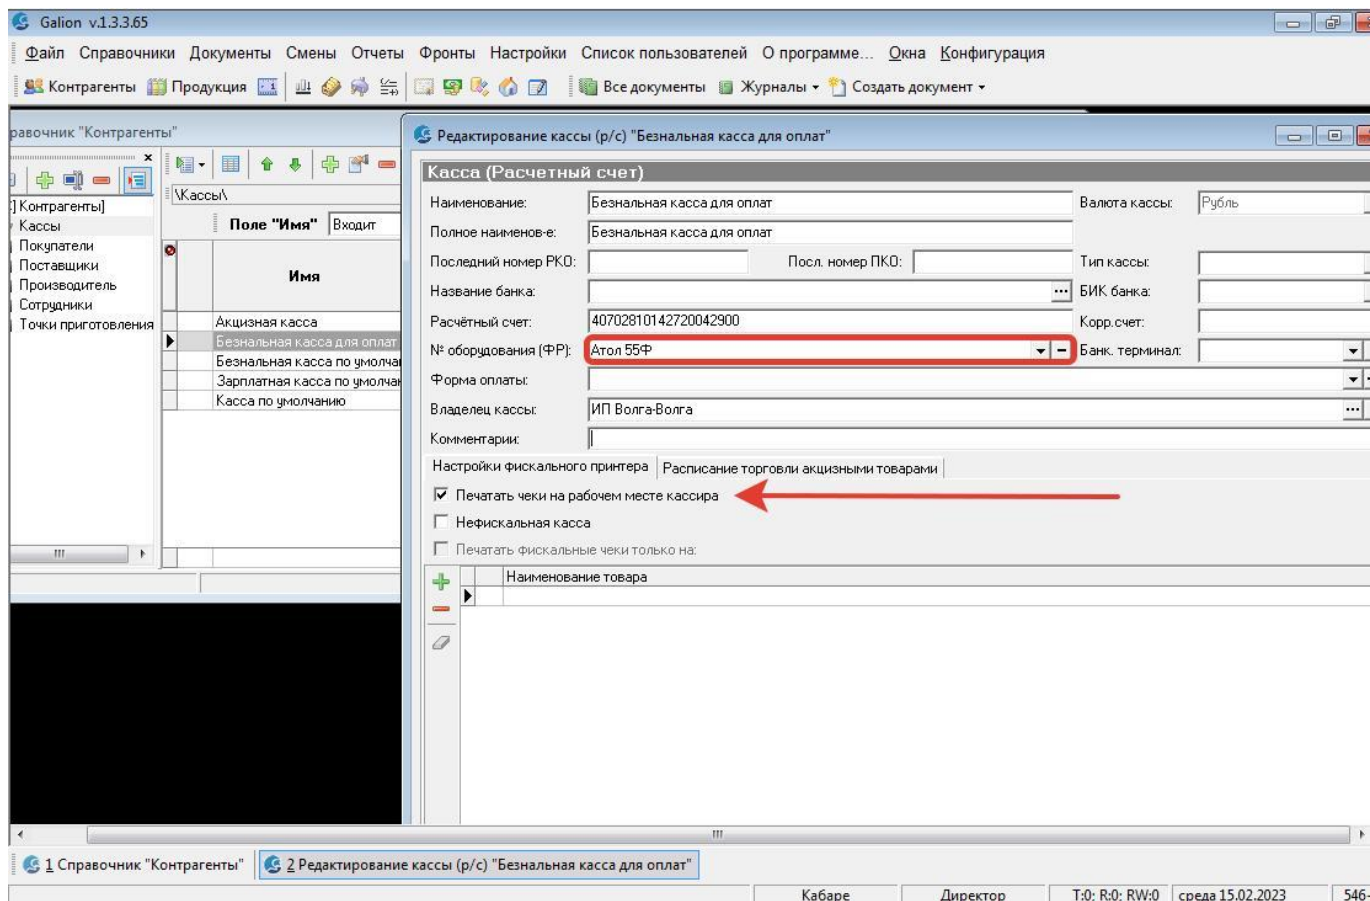 Galion v.1.3.3.65
Файл Справочники Документы Смены Отчеты Фронты Настройки Список пользователей О программе... Окна Конфигурация
Контрагенты Продукция Все документы Журналы Создать документ
равочник "Контрагенты"
Контрагенты]
Кассы
Покупатели
Поставщики
Производитель
Сотрудники
Точки приготовления
\Кассы\
Поле "Имя" Входит
Имя
Акцизная касса
Безнальная касса для оплат
Безнальная касса по умолча
Зарплатная касса по умолча
Касса по умолчанию
Редактирование кассы (р/с) "Безнальная касса для оплат"
Касса (Расчетный счет)
Наименование: Безнальная касса для оплат Валюта кассы: Рубль
Полное наименов-е: Безнальная касса для оплат
Последний номер РКО: Посл. номер ПКО: Тип кассы:
Название банка: ... БИК банка:
Расчётный счет: 40702810142720042900 Корр.счет:
№ оборудования (ФР): Атол 55Ф Банк. терминал:
Форма оплаты:
Владелец кассы: ИП Волга-Волга ...
Комментарии:
Настройки фискального принтера Расписание торговли акцизными товарами
Печатать чеки на рабочем месте кассира
Нефискальная касса
Печатать фискальные чеки только на:
Наименование товара
1 Справочник "Контрагенты" 2 Редактирование кассы (р/с) "Безнальная касса для оплат"
Кабаре Директор T:0; R:0; RW:0 среда 15.02.2023 546-